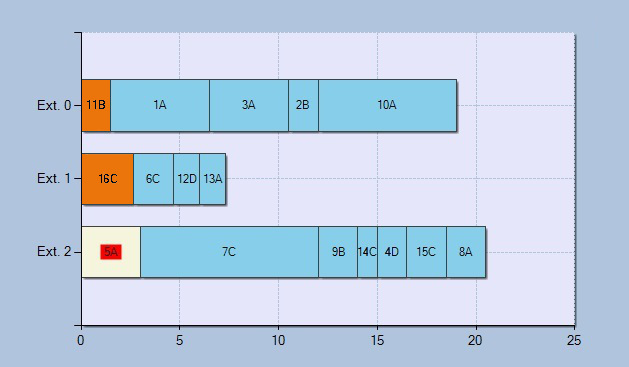 Ext. 0 11B 1A 3A 2B 10A
Ext. 1 16C 6C 12D 13A
Ext. 2 5A 7C 9B 14C 4D 15C 8A
0 5 10 15 20 25